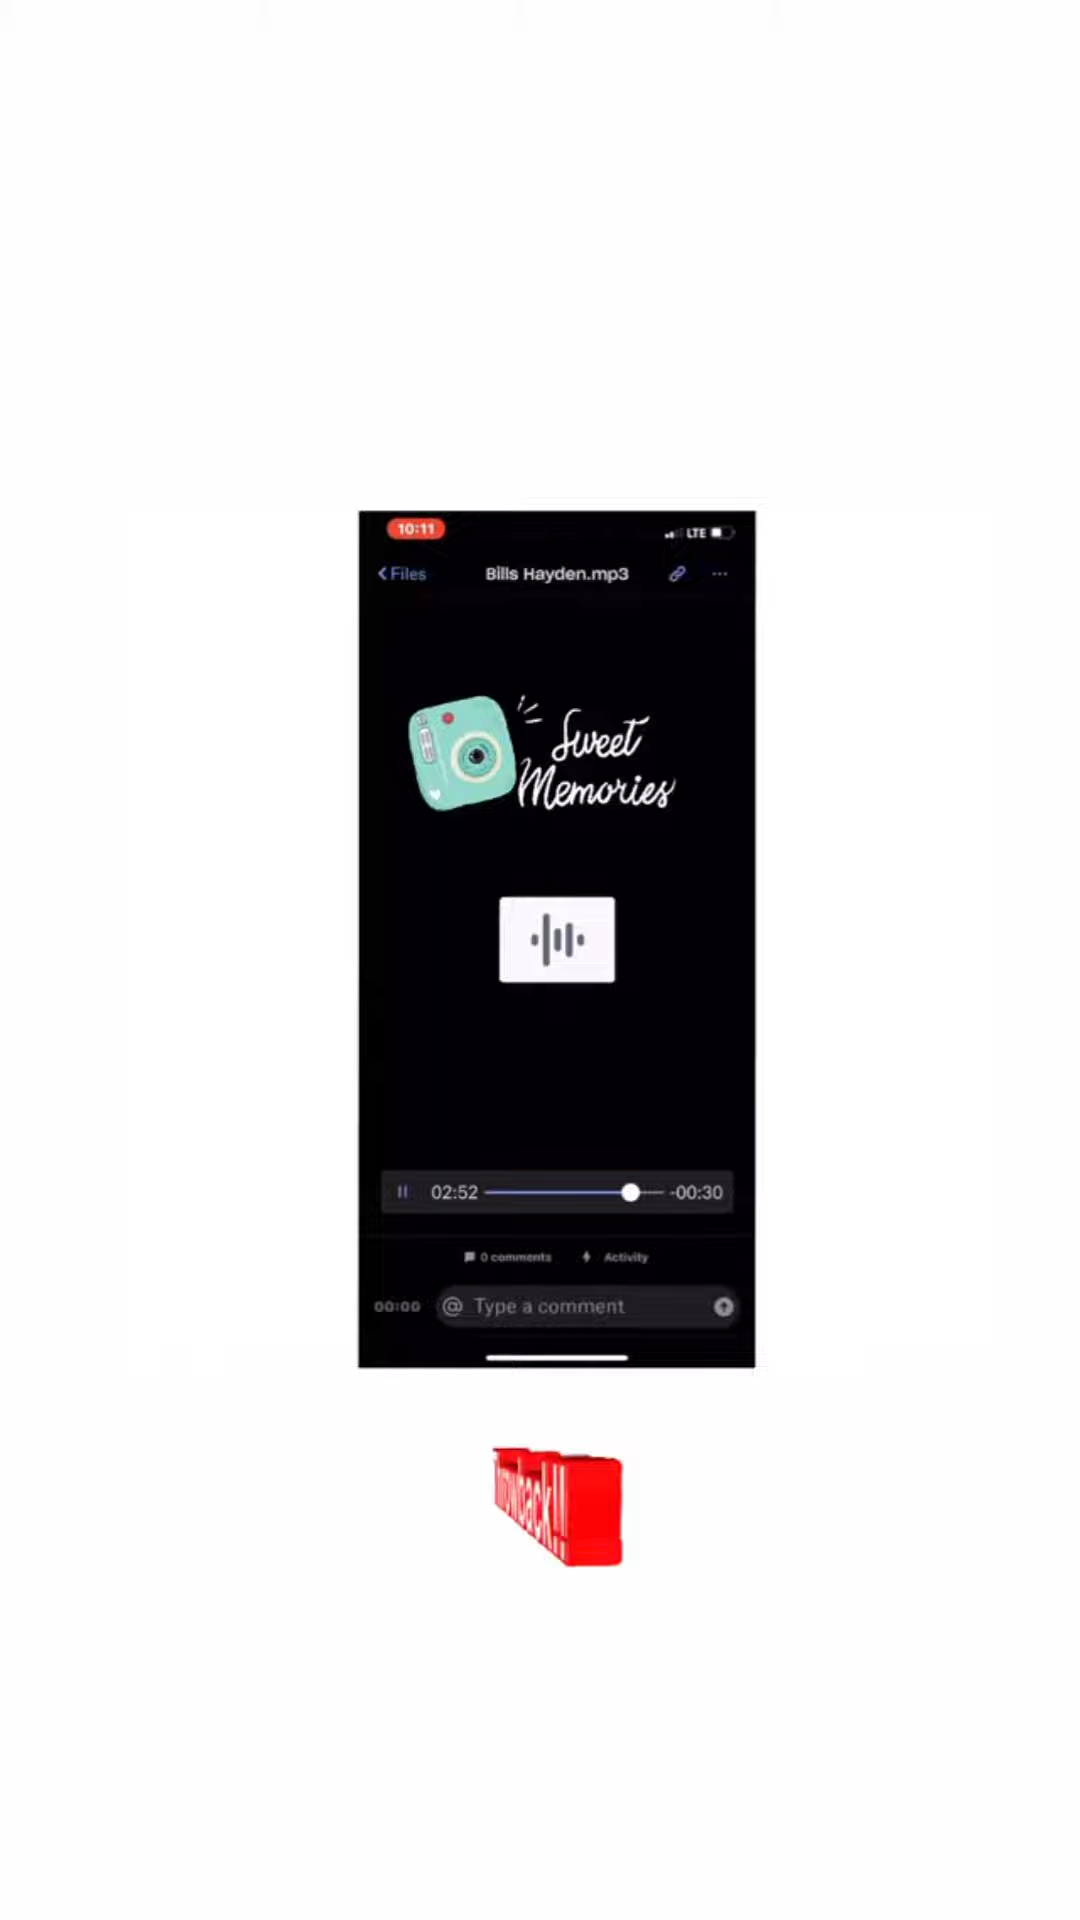 10:11 LTE
Files Bills Hayden.mp3 ...
Sweet
Memories
02:52 -00:30
0 comments Activity
00:00 @ Type a comment